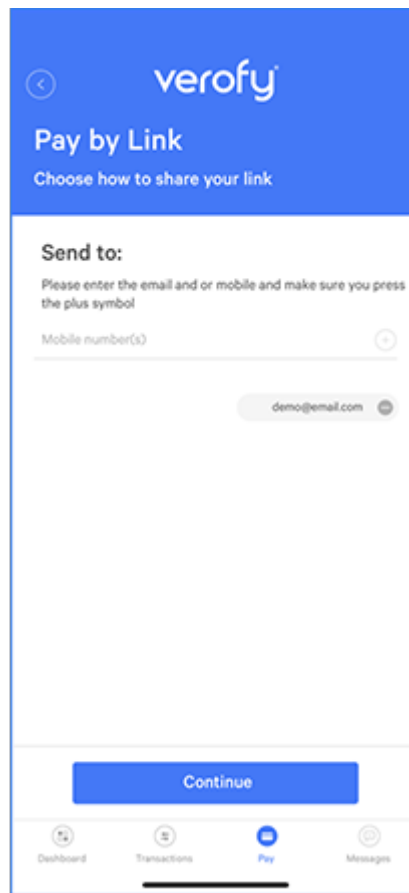 verofy
Pay by Link
Choose how to share your link
Send to:
Please enter the email and or mobile and make sure you press
the plus symbol
Mobile number(s)
demo@email.com
Continue
Dashboard
Transactions
Pay
Messages